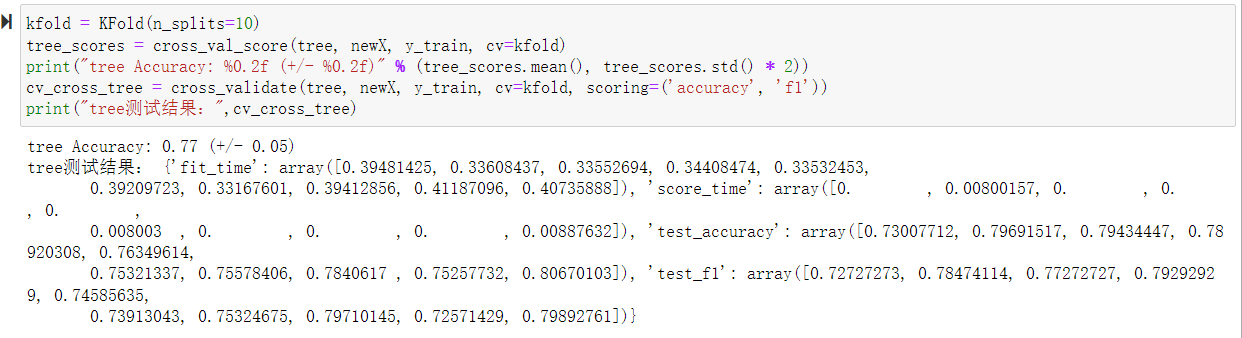 kfold = KFold(n_splits=10)
tree_scores = cross_val_score(tree, newX, y_train, cv=kfold)
print("tree Accuracy: %0.2f (+/- %0.2f)" % (tree_scores.mean(), tree_scores.std() * 2))
cv_cross_tree = cross_validate(tree, newX, y_train, cv=kfold, scoring=('accuracy', 'f1'))
print("tree测试结果：",cv_cross_tree)
tree Accuracy: 0.77 (+/- 0.05)
tree测试结果： {'fit_time': array([0.39481425, 0.33608437, 0.33552694, 0.34408474, 0.33532453,
0.39209723, 0.33167601, 0.39412856, 0.41187096, 0.40735888]), 'score_time': array([0.        , 0.00800157, 0.        , 0.
, 0.        ,
0.008003  , 0.        , 0.        , 0.        , 0.00887632]), 'test_accuracy': array([0.73007712, 0.79691517, 0.79434447, 0.78
920308, 0.76349614,
0.75321337, 0.75578406, 0.7840617 , 0.75257732, 0.80670103]), 'test_f1': array([0.72727273, 0.78474114, 0.77272727, 0.7929292
9, 0.74585635,
0.73913043, 0.75324675, 0.79710145, 0.72571429, 0.79892761])}